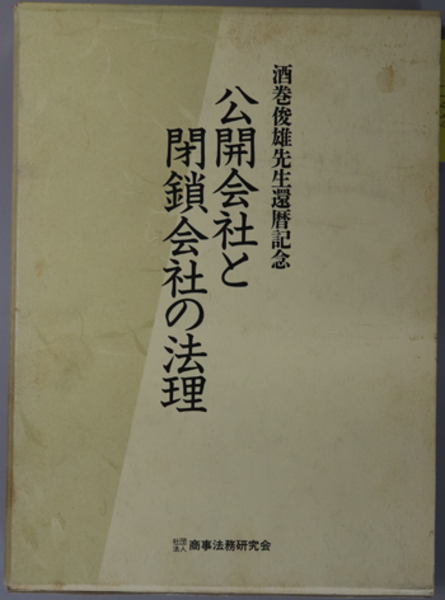 酒巻俊雄先生還暦記念
公開会社と
閉鎖会社の法理
社団法人 商事法務研究会